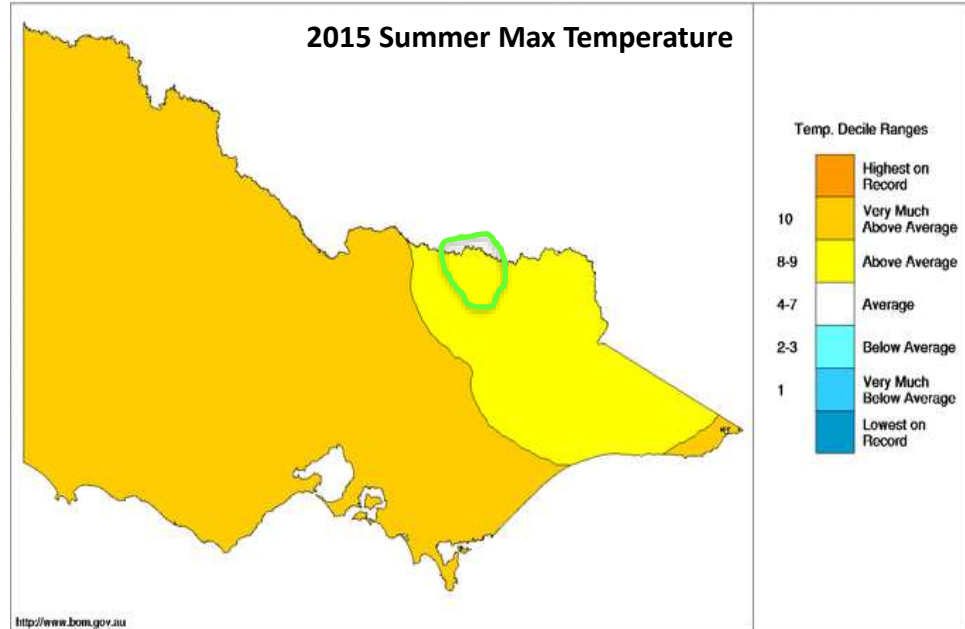 2015 Summer Max Temperature
Temp. Decile Ranges
Highest on
Record
10 Very Much
Above Average
8-9 Above Average
4-7 Average
2-3 Below Average
1 Very Much
Below Average
Lowest on
Record
http://www.bom.gov.au